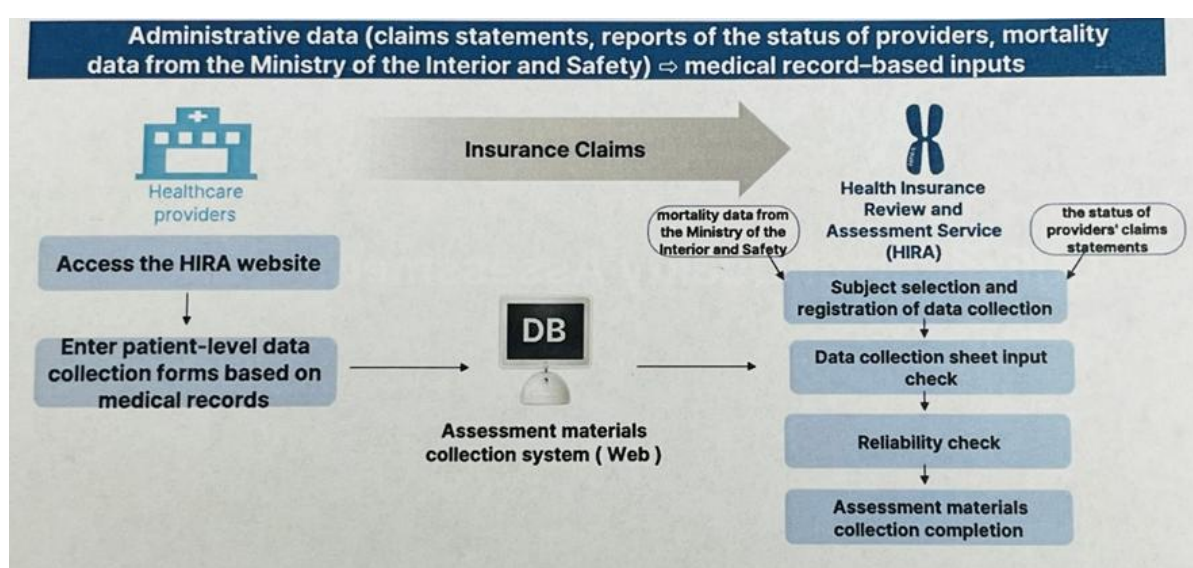 Administrative data (claims statements, reports of the status of providers, mortality
data from the Ministry of the Interior and Safety) ⇨ medical record–based inputs
Healthcare
providers
Insurance Claims
Health Insurance
Review and
Assessment Service
(HIRA)
mortality data from
the Ministry of the
Interior and Safety
the status of
providers' claims
statements
Access the HIRA website
Enter patient-level data
collection forms based on
medical records
DB
Assessment materials
collection system ( Web )
Subject selection and
registration of data collection
Data collection sheet input
check
Reliability check
Assessment materials
collection completion